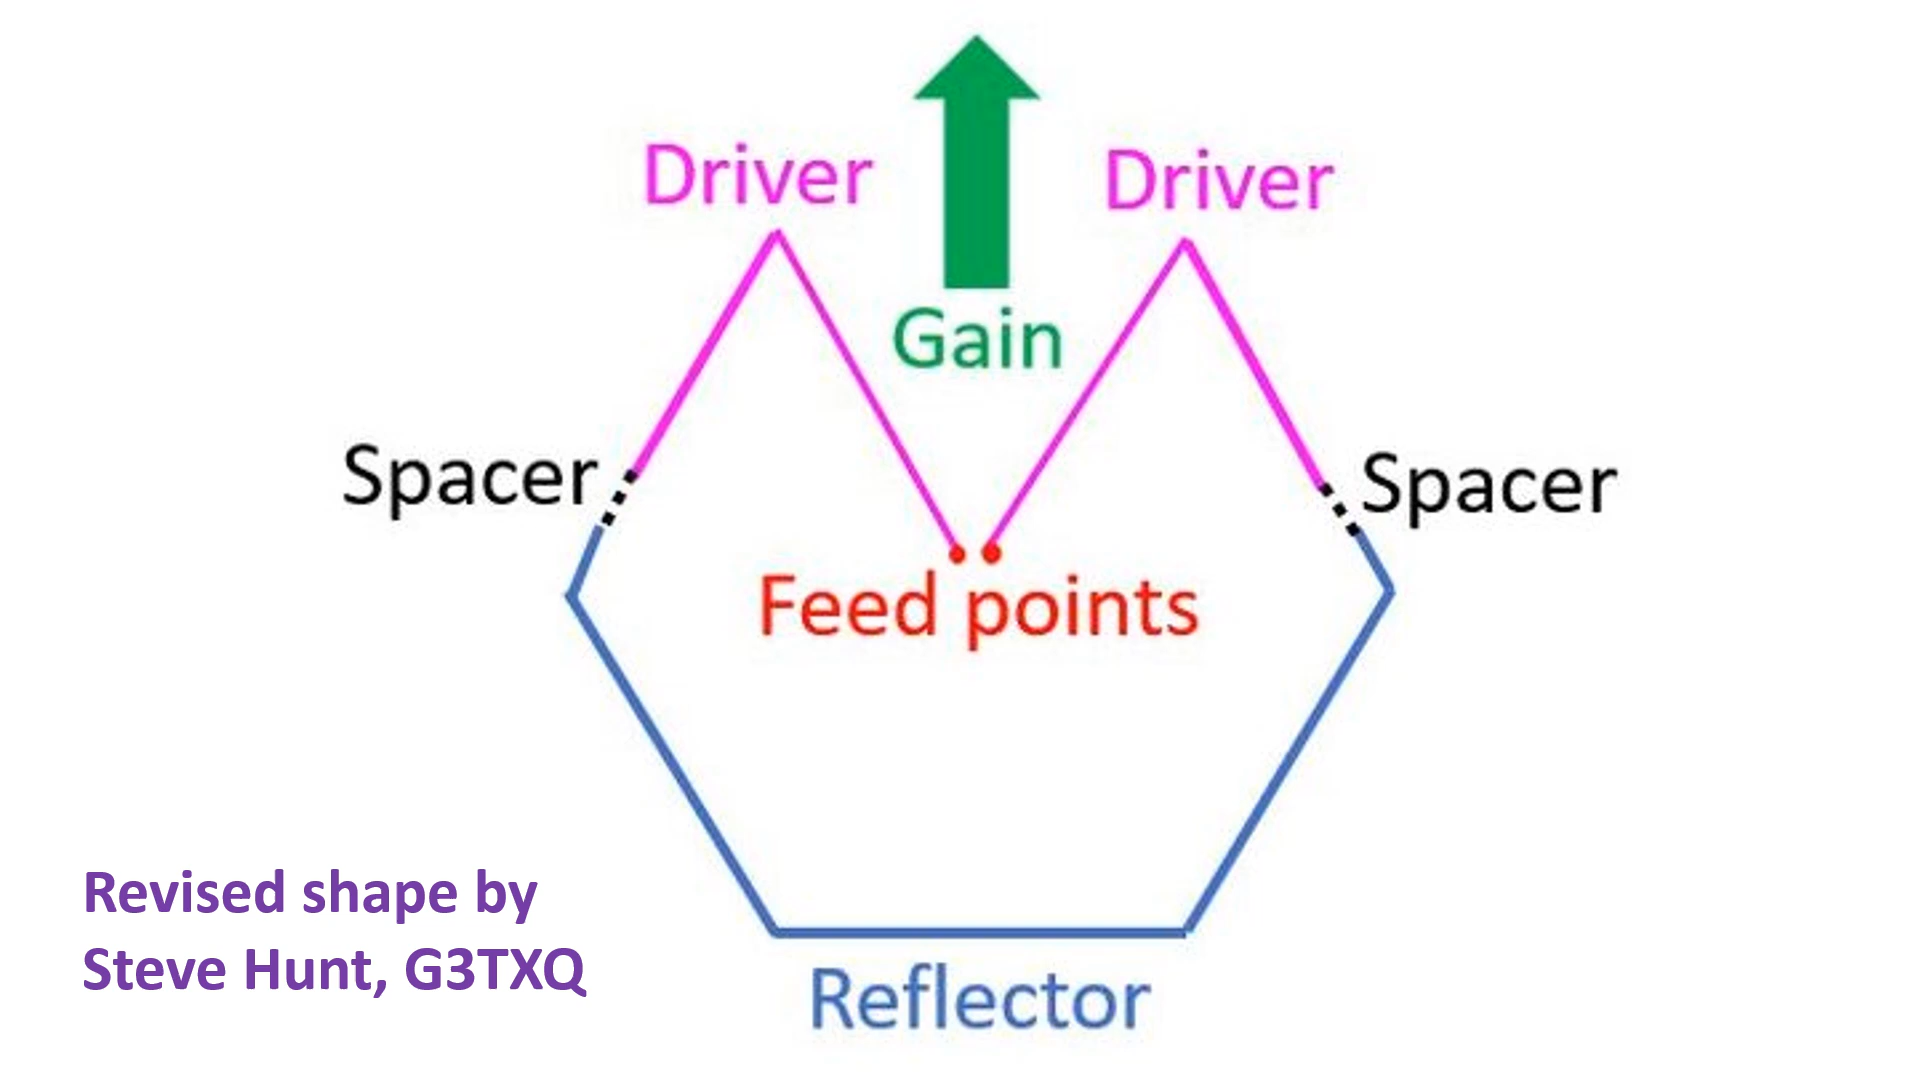 Driver
Driver
Gain
Spacer
Spacer
Feed points
Revised shape by
Steve Hunt, G3TXQ
Reflector